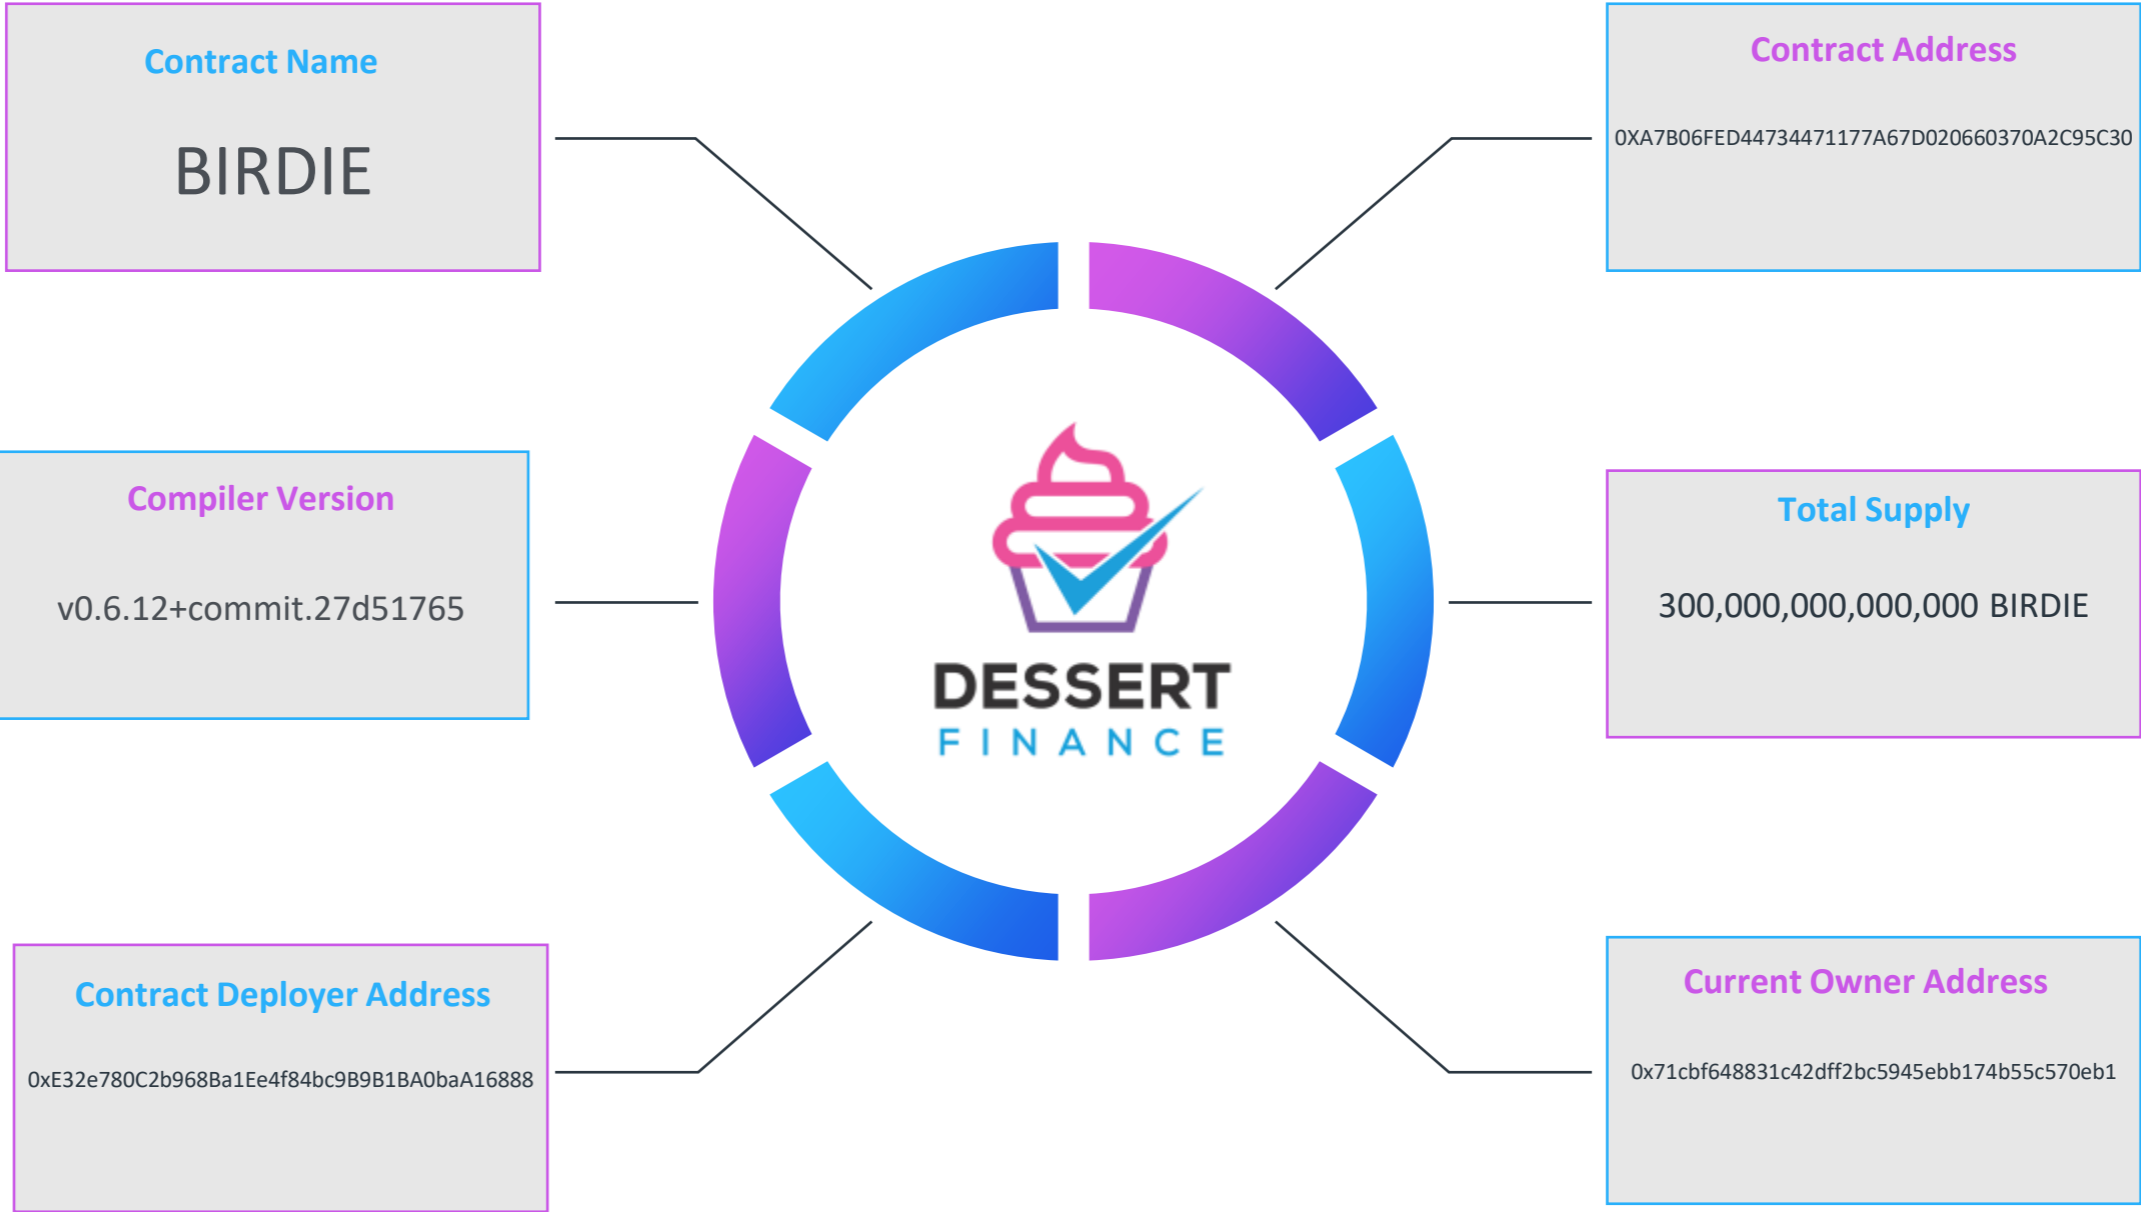 Contract Name
BIRDIE
Contract Address
0XA7B06FED44734471177A67D020660370A2C95C30
Compiler Version
v0.6.12+commit.27d51765
Total Supply
300,000,000,000,000 BIRDIE
DESSERT
FINANCE
Contract Deployer Address
0xE32e780C2b968Ba1Ee4f84bc9B9B1BA0baA16888
Current Owner Address
0x71cbf648831c42dff2bc5945ebb174b55c570eb1